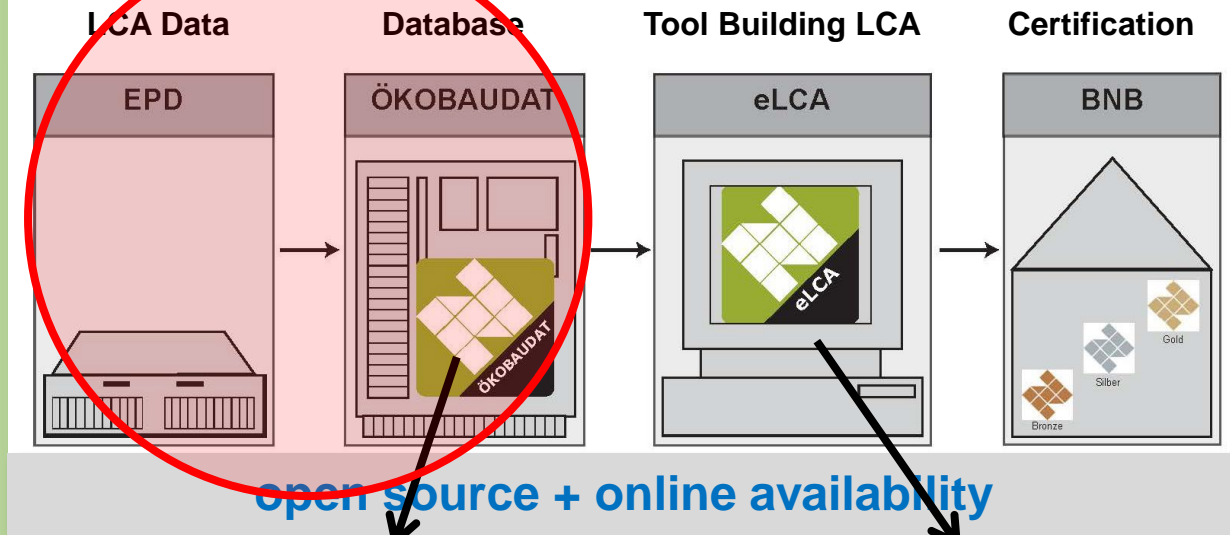 LCA Data
Database
Tool Building LCA
Certification
EPD
ÖKOBAUDAT
eLCA
BNB
ÖKOBAUDAT
eLCA
Gold
Silber
Bronze
open source + online availability